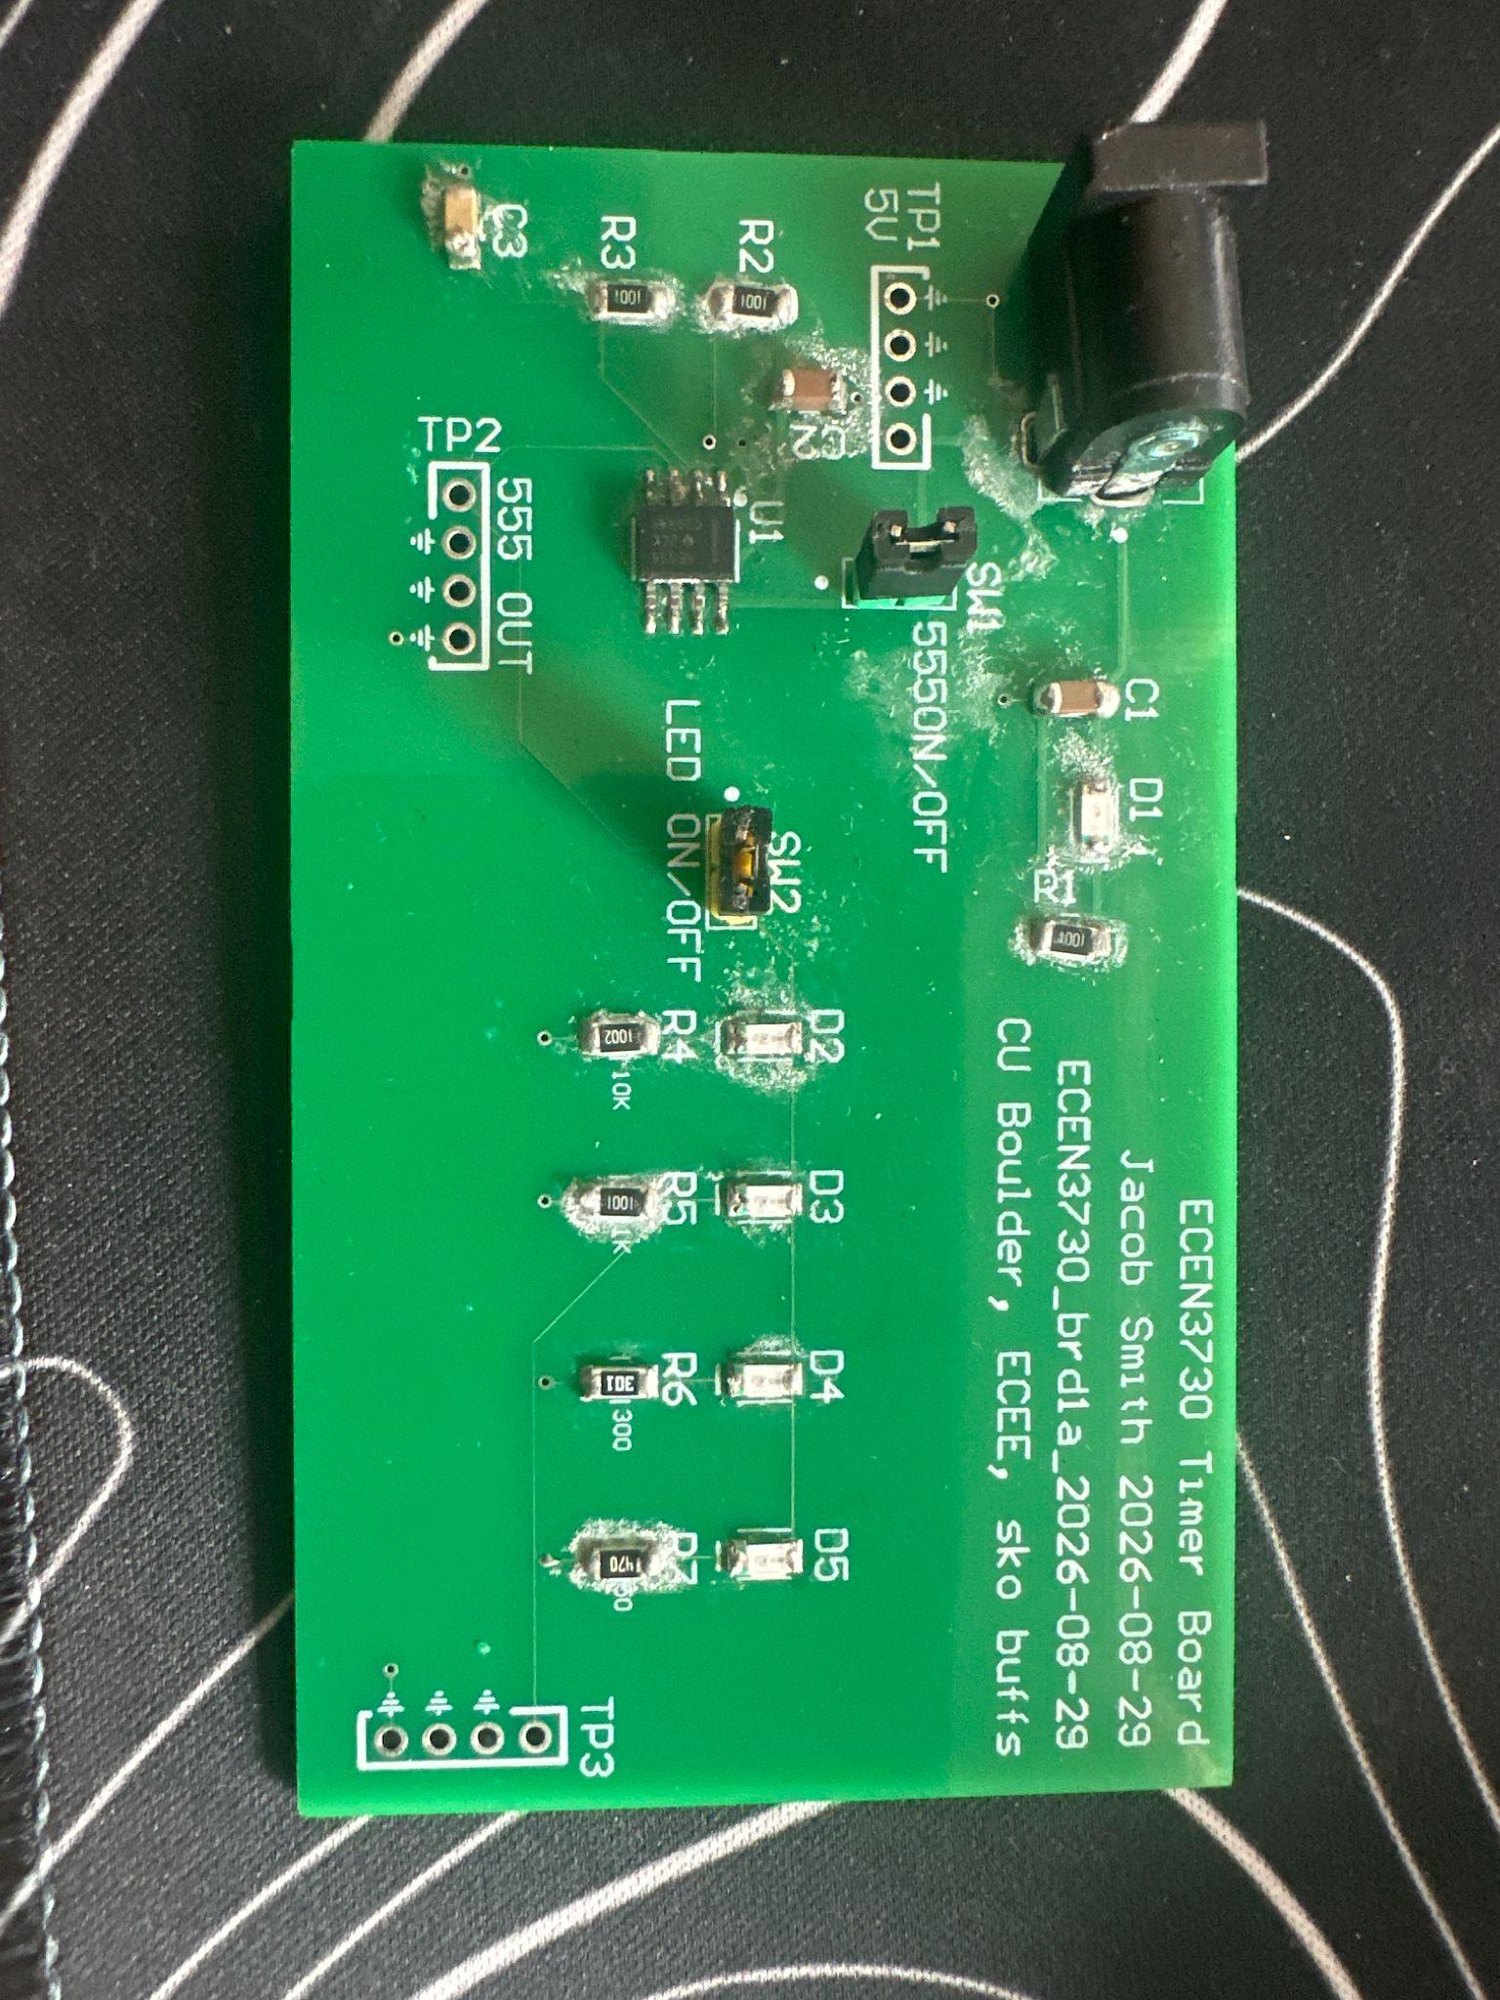 C3
R3
1001
R2
1001
TP1
5V
C2
TP2
555 OUT
U1
SW1
555ON/OFF
C1
D1
R1
1001
LED ON/OFF
SW2
R4
1002
10K
D2
R5
1001
1K
D3
R6
301
300
D4
R7
470
D5
TP3
ECEN3730 Timer Board
Jacob Smith 2026-08-29
ECEN3730_brd1a_2026-08-29
CU Boulder, ECEE, sko buffs